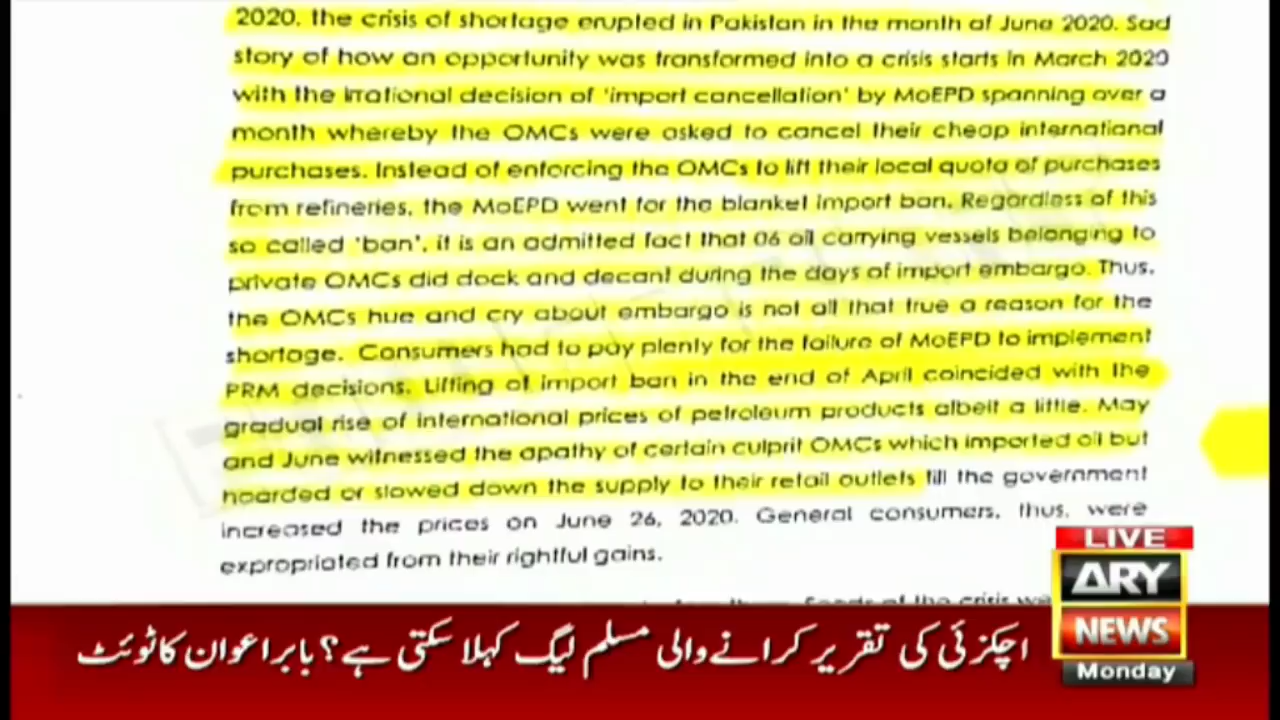 2020, the crisis of shortage erupted in Pakistan in the month of June 2020. Sad
story of how an opportunity was transformed into a crisis starts in March 2020
with the irrational decision of 'import cancellation' by MoEPD spanning over a
month whereby the OMCs were asked to cancel their cheap international
purchases. Instead of enforcing the OMCs to lift their local quota of purchases
from refineries, the MoEPD went for the blanket import ban. Regardless of this
so called 'ban', it is an admitted fact that 06 oil carrying vessels belonging to
private OMCs did dock and decant during the days of import embargo. Thus,
the OMCs hue and cry about embargo is not all that true a reason for the
shortage. Consumers had to pay plenty for the failure of MoEPD to implement
PRM decisions. Lifting of import ban in the end of April coincided with the
gradual rise of international prices of petroleum products albeit a little. May
and June witnessed the apathy of certain culprit OMCs which imported oil but
hoarded or slowed down the supply to their retail outlets till the government
increased the prices on June 26, 2020. General consumers, thus, were
expropriated from their rightful gains.
of the crisis
LIVE
ARY
NEWS
Monday
اچکزئی کی تقریر کرانے والی مسلم لیگ کہلا سکتی ہے؟ بابر اعوان کا ٹوئٹ